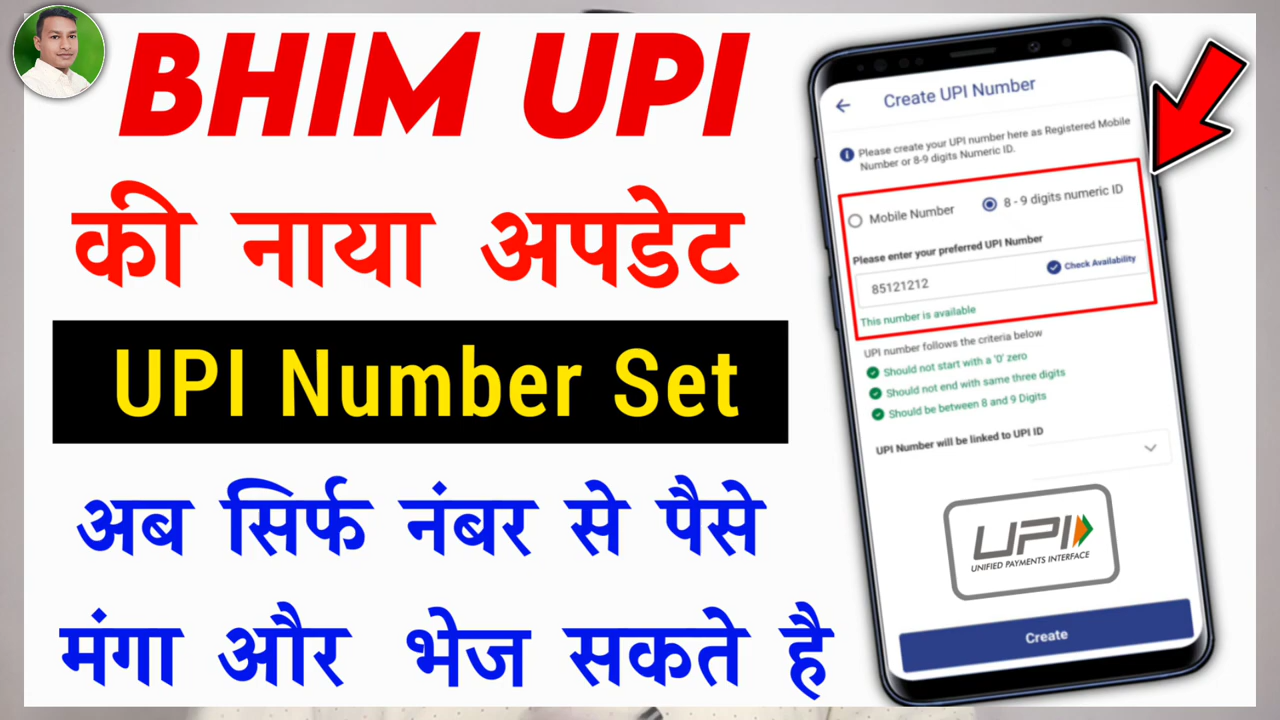 BHIM UPI
की नाया अपडेट
UPI Number Set
अब सिर्फ नंबर से पैसे
मंगा और भेज सकते है
Create UPI Number
Please create your UPI number here as Registered Mobile
Number or 8-9 digits Numeric ID.
Mobile Number
8 - 9 digits numeric ID
Please enter your preferred UPI Number
85121212
Check Availability
This number is available
UPI number follows the criteria below
Should not start with a '0' zero
Should not end with same three digits
Should be between 8 and 9 Digits
UPI Number will be linked to UPI ID
UPI
UNIFIED PAYMENTS INTERFACE
Create